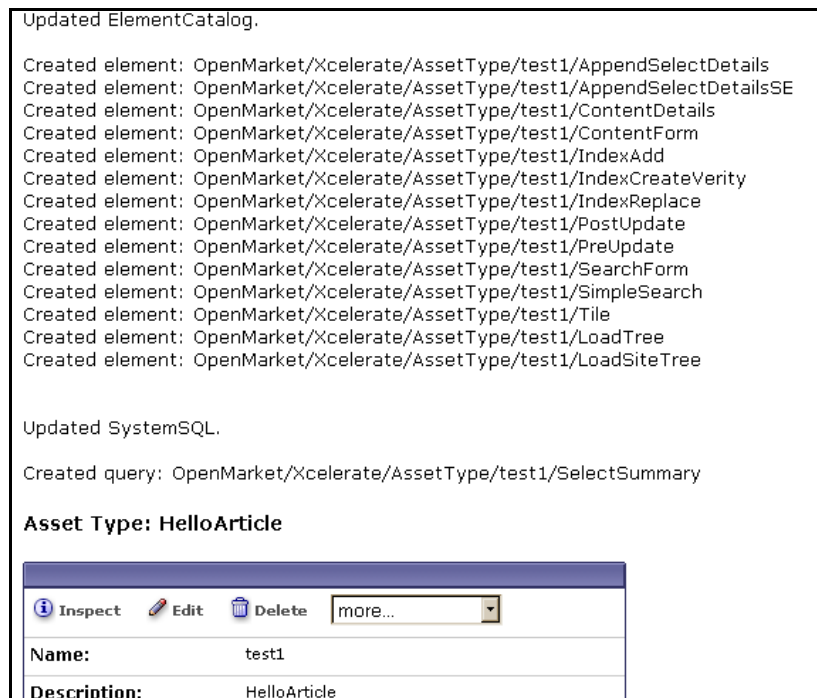 Updated ElementCatalog.
Created element: OpenMarket/Xcelerate/AssetType/test1/AppendSelectDetails
Created element: OpenMarket/Xcelerate/AssetType/test1/AppendSelectDetailsSE
Created element: OpenMarket/Xcelerate/AssetType/test1/ContentDetails
Created element: OpenMarket/Xcelerate/AssetType/test1/ContentForm
Created element: OpenMarket/Xcelerate/AssetType/test1/IndexAdd
Created element: OpenMarket/Xcelerate/AssetType/test1/IndexCreateVerity
Created element: OpenMarket/Xcelerate/AssetType/test1/IndexReplace
Created element: OpenMarket/Xcelerate/AssetType/test1/PostUpdate
Created element: OpenMarket/Xcelerate/AssetType/test1/PreUpdate
Created element: OpenMarket/Xcelerate/AssetType/test1/SearchForm
Created element: OpenMarket/Xcelerate/AssetType/test1/SimpleSearch
Created element: OpenMarket/Xcelerate/AssetType/test1/Tile
Created element: OpenMarket/Xcelerate/AssetType/test1/LoadTree
Created element: OpenMarket/Xcelerate/AssetType/test1/LoadSiteTree
Updated SystemSQL.
Created query: OpenMarket/Xcelerate/AssetType/test1/SelectSummary
Asset Type: HelloArticle
Inspect Edit Delete more...
Name: test1
Description: HelloArticle